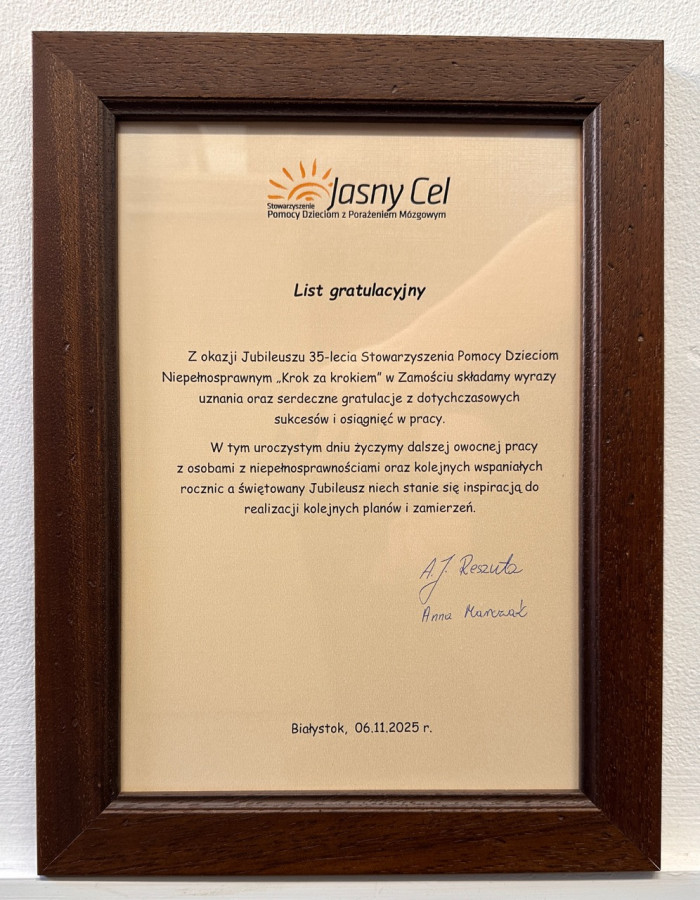 Jasny Cel
Stowarzyszenie
Pomocy Dzieciom z Porażeniem Mózgowym
List gratulacyjny
Z okazji Jubileuszu 35-lecia Stowarzyszenia Pomocy Dzieciom
Niepełnosprawnym „Krok za krokiem” w Zamościu składamy wyrazy
uznania oraz serdeczne gratulacje z dotychczasowych
sukcesów i osiągnięć w pracy.
W tym uroczystym dniu życzymy dalszej owocnej pracy
z osobami z niepełnosprawnościami oraz kolejnych wspaniałych
rocznic a świętowany Jubileusz niech stanie się inspiracją do
realizacji kolejnych planów i zamierzeń.
A. J. Reszuta
Anna
Białystok, 06.11.2025 r.